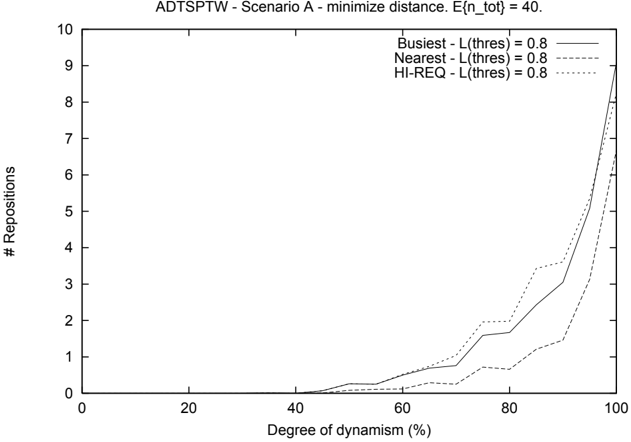 ADTSPTW - Scenario A - minimize distance. E{n_tot} = 40.
10
9
8
7
6
5
4
3
2
1
0
# Repositions
Busiest - L(thres) = 0.8
Nearest - L(thres) = 0.8
HI-REQ - L(thres) = 0.8
0 20 40 60 80 100
Degree of dynamism (%)